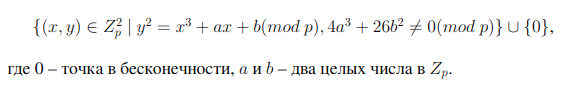 {(x, y) ∈ Z_p^2 | y^2 = x^3 + ax + b(mod p), 4a^3 + 26b^2 ≠ 0(mod p)} ∪ {0},
где 0 – точка в бесконечности, a и b – два целых числа в Z_p.